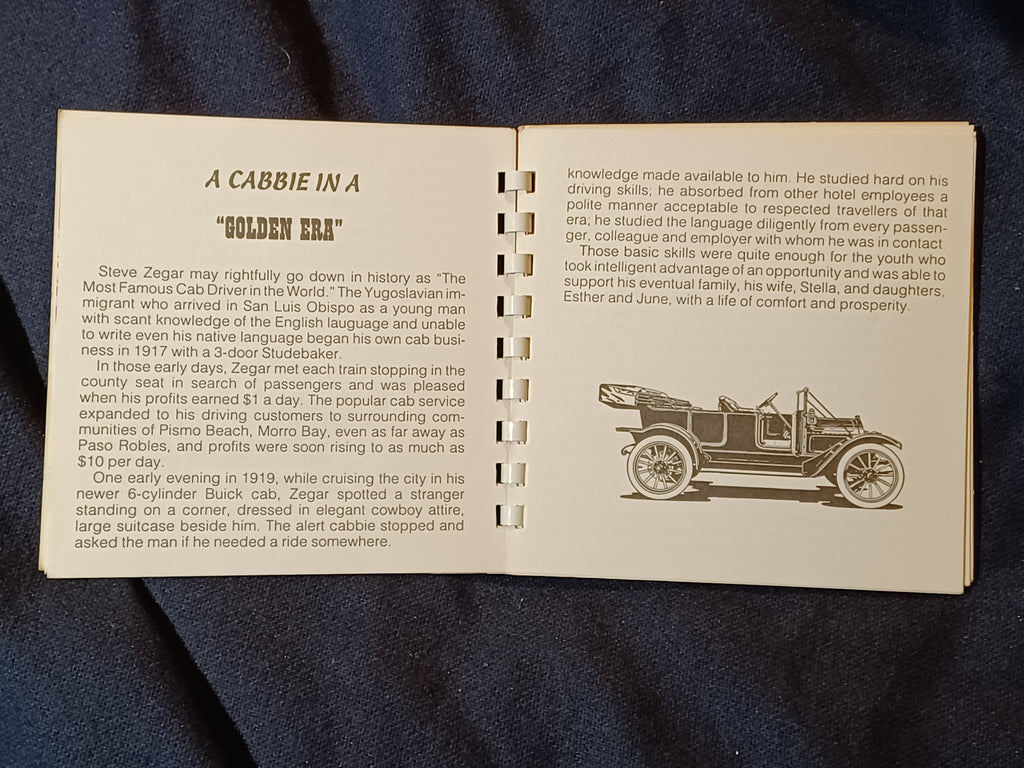 A CABBIE IN A
"GOLDEN ERA"
Steve Zegar may rightfully go down in history as "The
Most Famous Cab Driver in the World." The Yugoslavian im-
migrant who arrived in San Luis Obispo as a young man
with scant knowledge of the English lauguage and unable
to write even his native language began his own cab busi-
ness in 1917 with a 3-door Studebaker.
In those early days, Zegar met each train stopping in the
county seat in search of passengers and was pleased
when his profits earned $1 a day. The popular cab service
expanded to his driving customers to surrounding com-
munities of Pismo Beach, Morro Bay, even as far away as
Paso Robles, and profits were soon rising to as much as
$10 per day.
One early evening in 1919, while cruising the city in his
newer 6-cylinder Buick cab, Zegar spotted a stranger
standing on a corner, dressed in elegant cowboy attire,
large suitcase beside him. The alert cabbie stopped and
asked the man if he needed a ride somewhere.
knowledge made available to him. He studied hard on his
driving skills; he absorbed from other hotel employees a
polite manner acceptable to respected travellers of that
era; he studied the language diligently from every passen-
ger, colleague and employer with whom he was in contact.
Those basic skills were quite enough for the youth who
took intelligent advantage of an opportunity and was able to
support his eventual family, his wife, Stella, and daughters,
Esther and June, with a life of comfort and prosperity.